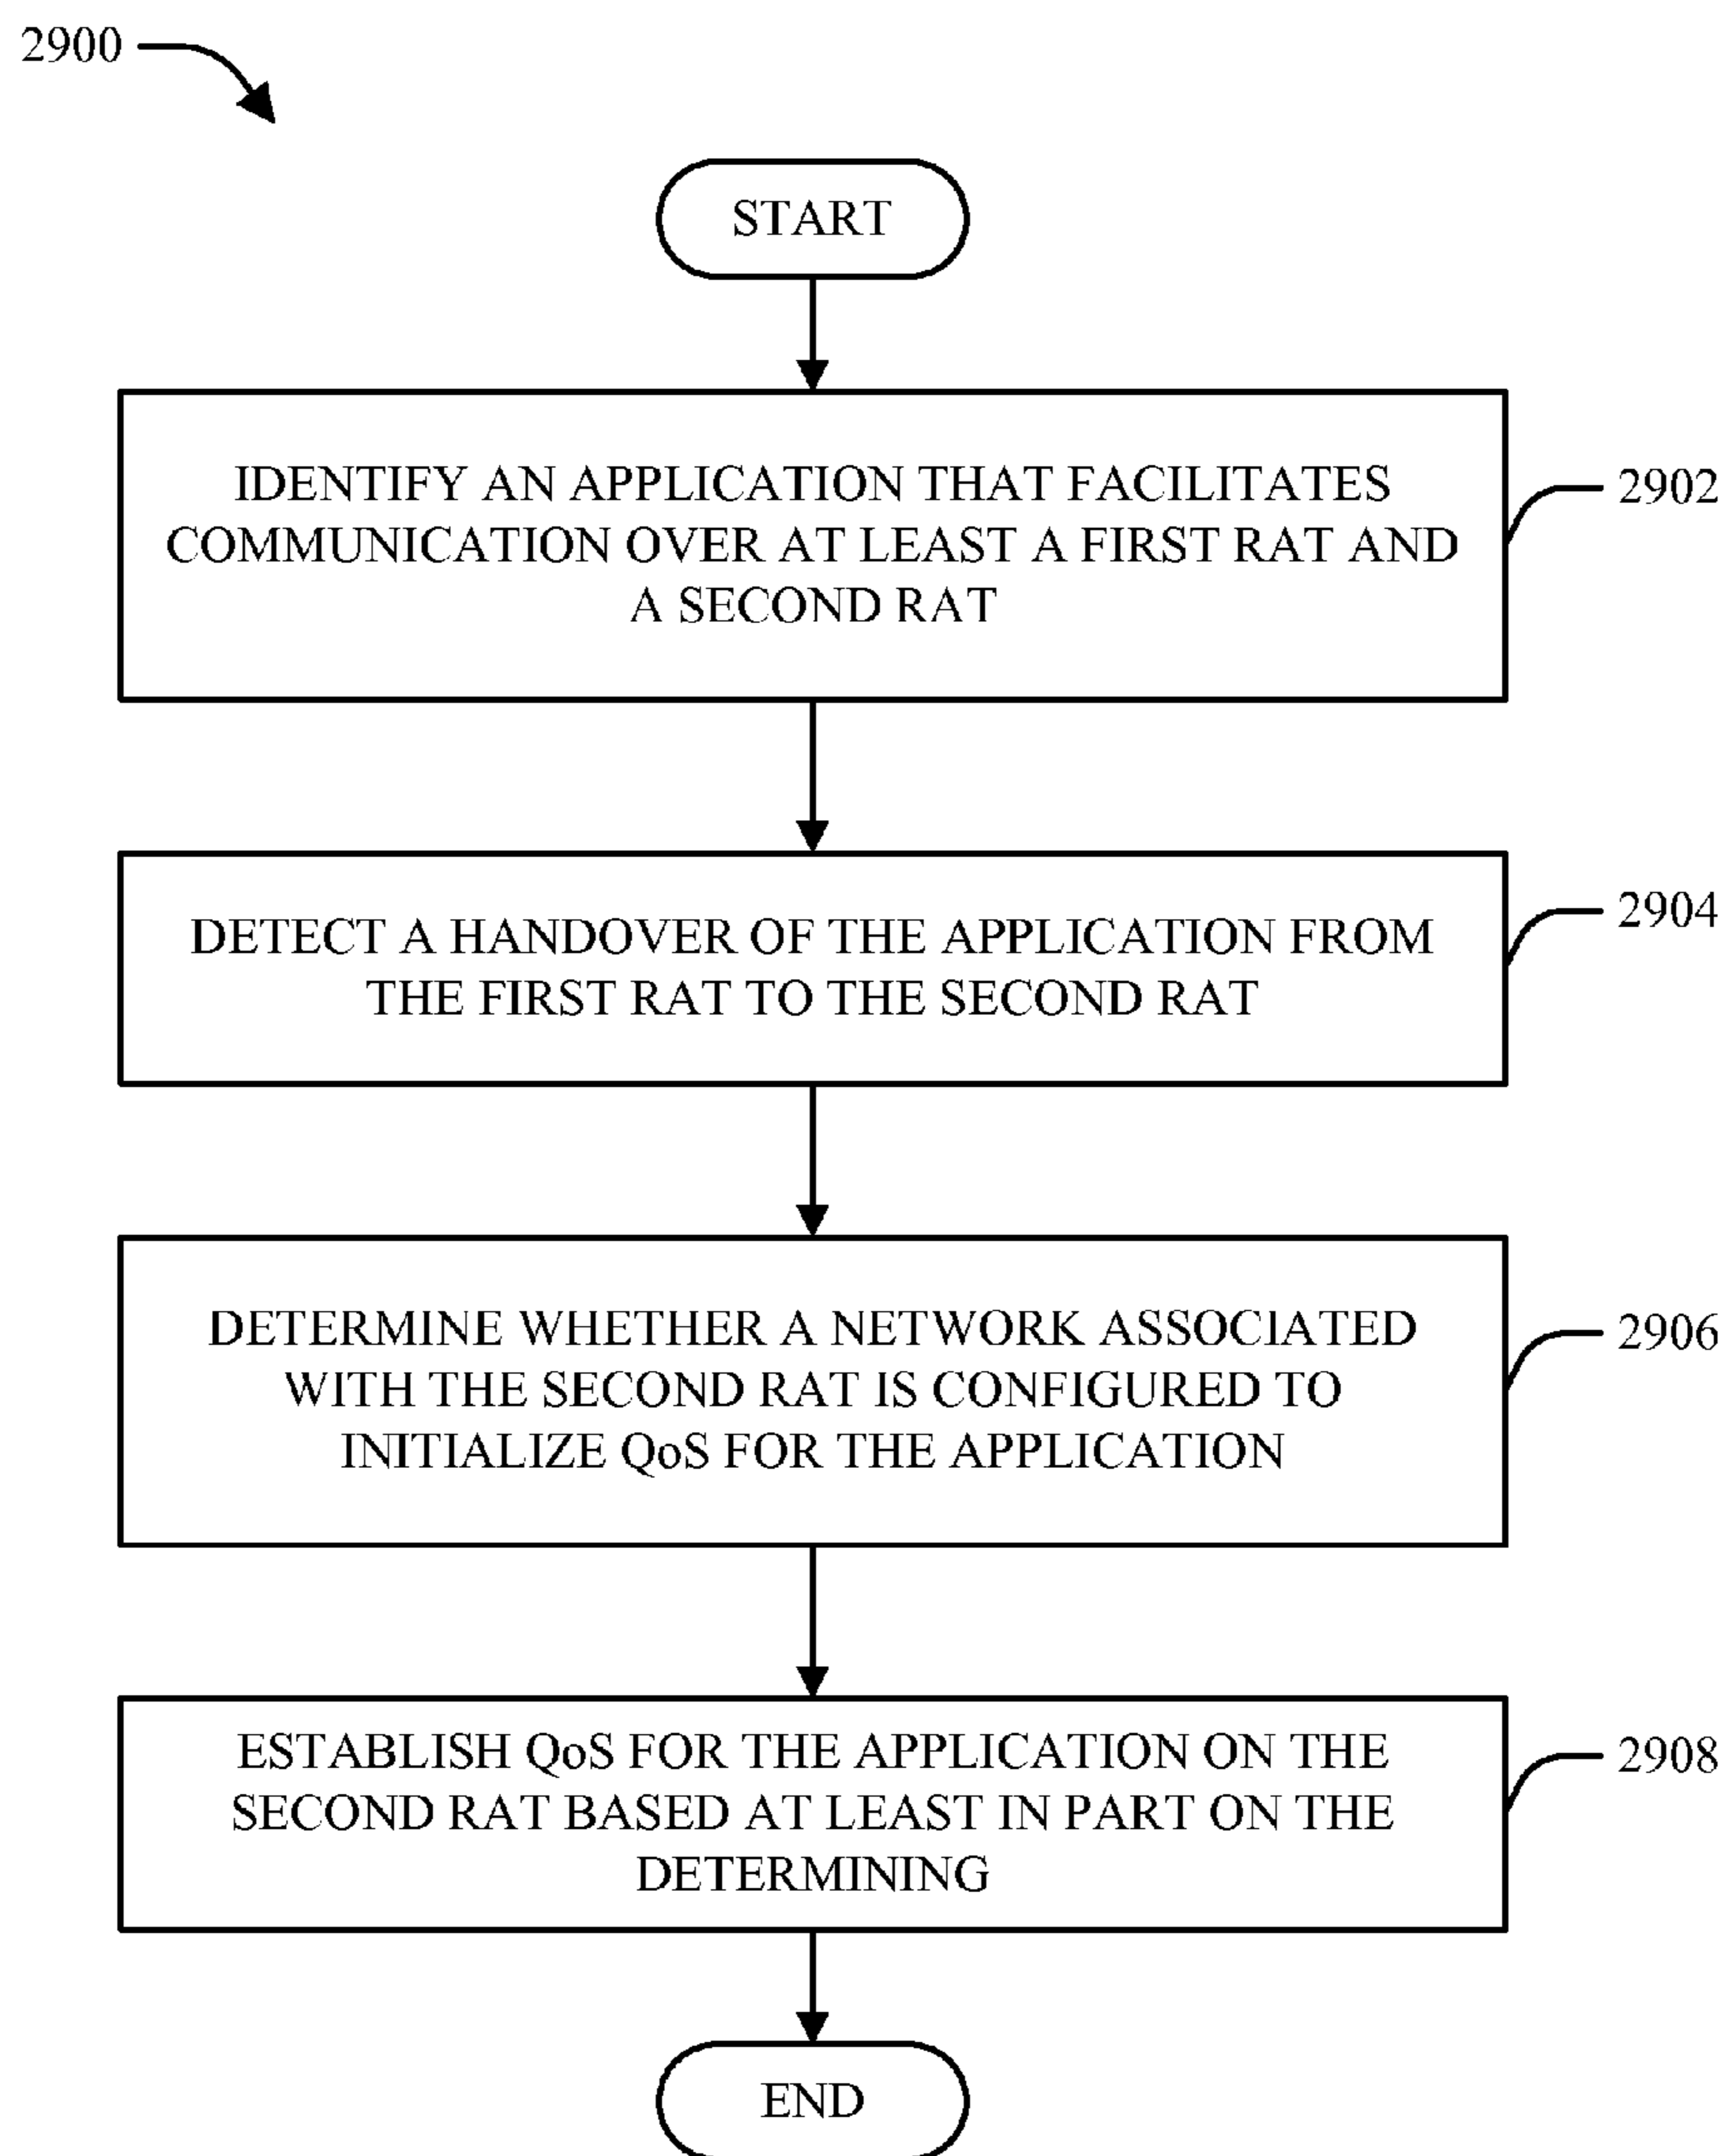 2900
START
IDENTIFY AN APPLICATION THAT FACILITATES
COMMUNICATION OVER AT LEAST A FIRST RAT AND
A SECOND RAT
2902
DETECT A HANDOVER OF THE APPLICATION FROM
THE FIRST RAT TO THE SECOND RAT
2904
DETERMINE WHETHER A NETWORK ASSOCIATED
WITH THE SECOND RAT IS CONFIGURED TO
INITIALIZE QoS FOR THE APPLICATION
2906
ESTABLISH QoS FOR THE APPLICATION ON THE
SECOND RAT BASED AT LEAST IN PART ON THE
DETERMINING
2908
END